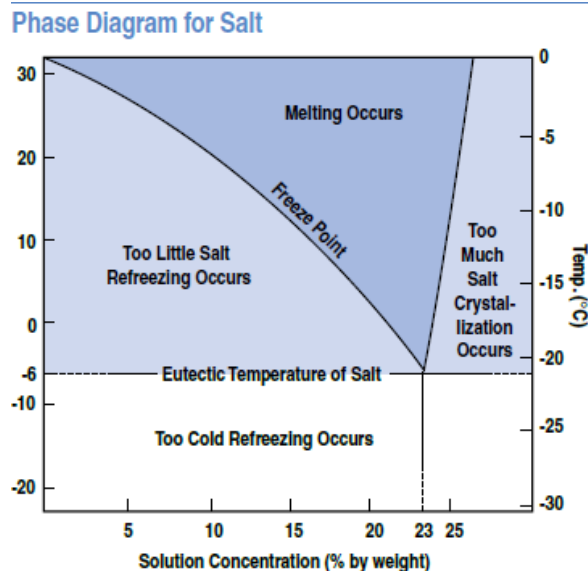 Phase Diagram for Salt
30
20
10
0
-6
-10
-20
0
-5
-10
-15
-20
-25
-30
Temp. (°C)
Melting Occurs
Freeze Point
Too Little Salt
Refreezing Occurs
Too
Much
Salt
Crystal-
lization
Occurs
Eutectic Temperature of Salt
Too Cold Refreezing Occurs
5 10 15 20 23 25
Solution Concentration (% by weight)